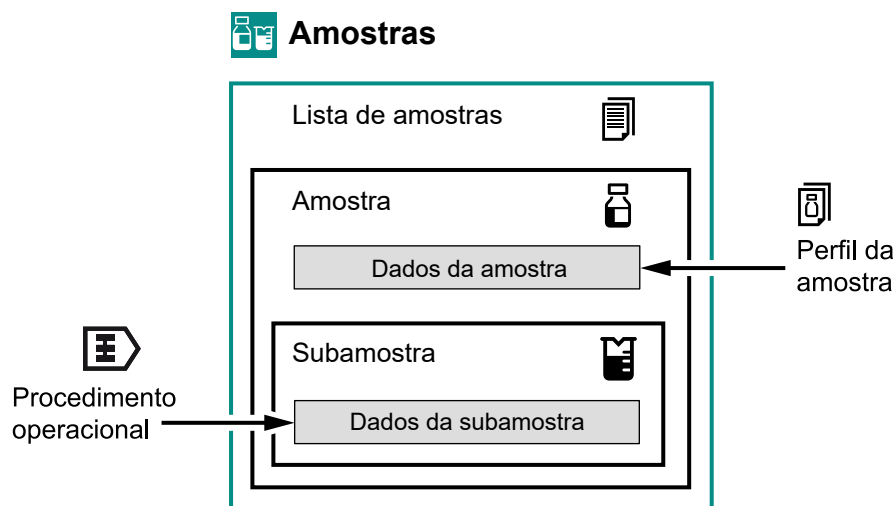 Amostras
Lista de amostras
Amostra
Dados da amostra
Perfil da
amostra
Subamostra
Dados da subamostra
Procedimento
operacional